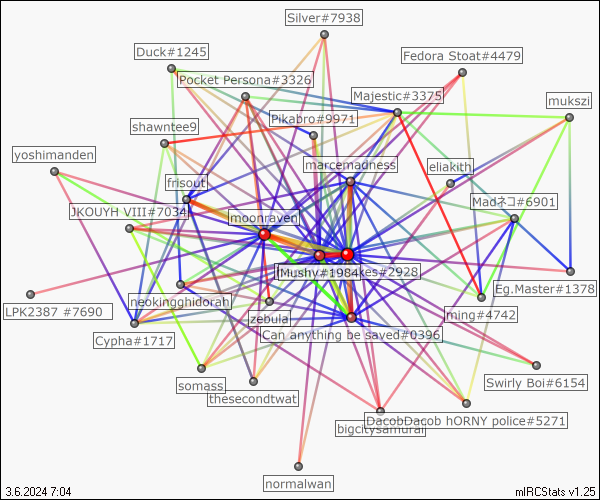 Silver#7938
Duck#1245
Fedora Stoat#4479
Pocket Persona#3326
Majestic#3375
mukszi
Pikabro#9971
shawntee9
yoshimanden
marcemadness
eliakith
frisout
Madネコ#6901
JKOUYH VIII#7034
moonraven
Mushy#1984
kes#2928
Eg.Master#1378
neokingghidorah
LPK2387 #7690
zebula
ming#4742
Cypha#1717
Can anything be saved#0396
somass
Swirly Boi#6154
thesecondtwat
DacobDacob hORNY police#5271
bigcitysamurai
normalwan
3.6.2024 7:04
mIRCStats v1.25